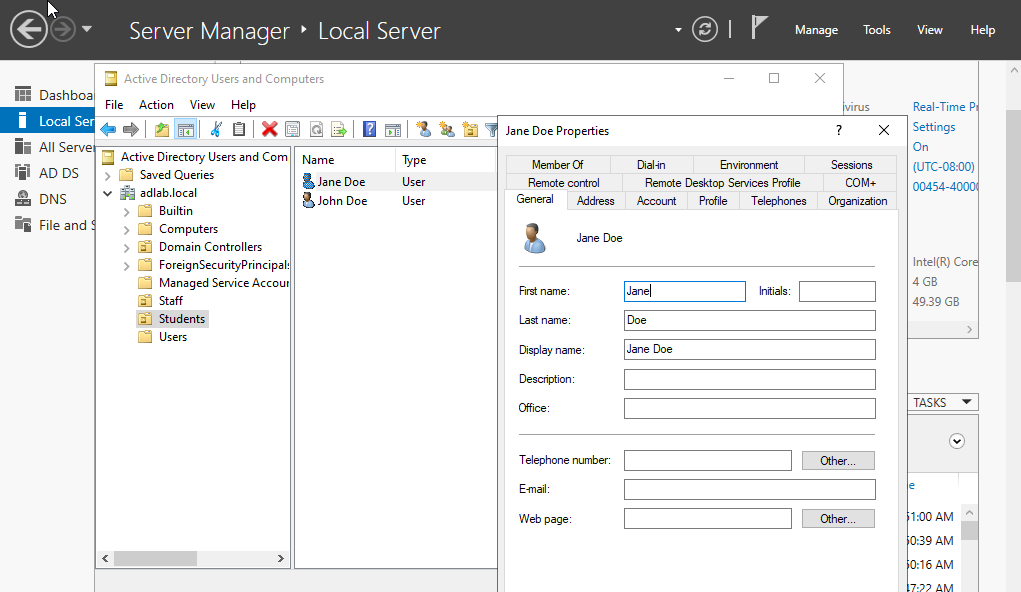 Server Manager ‣ Local Server
Manage Tools View Help
Dashboa
Local Ser
All Server
AD DS
DNS
File and S
Active Directory Users and Computers
File Action View Help
Active Directory Users and Com
Saved Queries
adlab.local
Builtin
Computers
Domain Controllers
ForeignSecurityPrincipals
Managed Service Accour
Staff
Students
Users
Name Type
Jane Doe User
John Doe User
Jane Doe Properties
?
Member Of Dial-in Environment Sessions
Remote control Remote Desktop Services Profile COM+
General Address Account Profile Telephones Organization
Jane Doe
First name: Jane Initials:
Last name: Doe
Display name: Jane Doe
Description:
Office:
Telephone number: Other...
E-mail:
Web page: Other...
ivirus Real-Time Pr
Settings
On
(UTC-08:00)
00454-40000
Intel(R) Core
4 GB
49.39 GB
TASKS
e
51:00 AM
50:39 AM
50:16 AM
47:22 AM